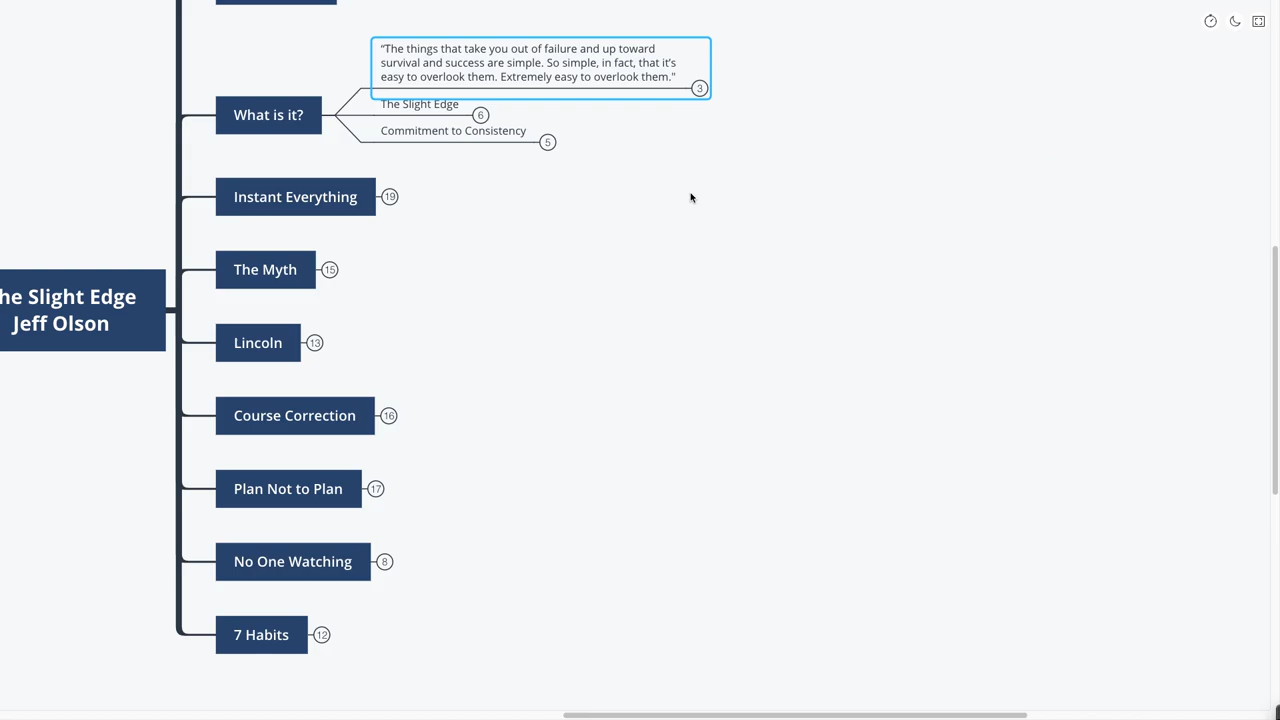 “The things that take you out of failure and up toward
survival and success are simple. So simple, in fact, that it’s
easy to overlook them. Extremely easy to overlook them."
3
What is it?
The Slight Edge
6
Commitment to Consistency
5
Instant Everything
19
The Myth
15
he Slight Edge
Jeff Olson
Lincoln
13
Course Correction
16
Plan Not to Plan
17
No One Watching
8
7 Habits
12